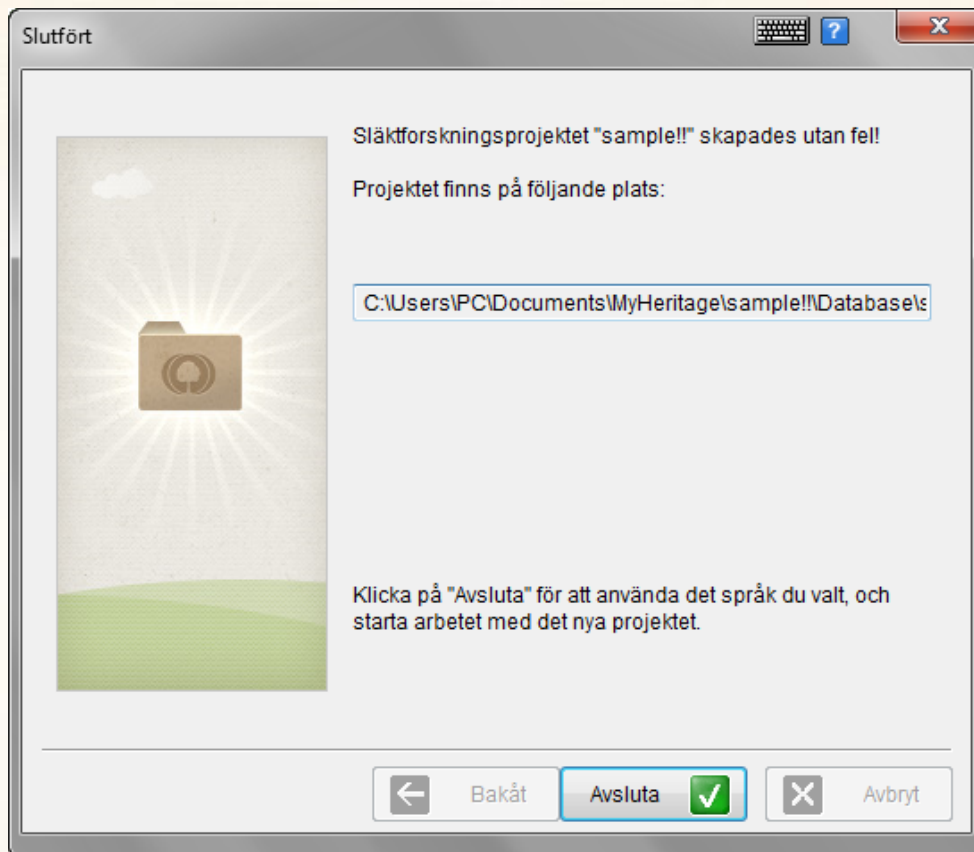 Slutfört
?
Släktforskningsprojektet "sample!!" skapades utan fel!
Projektet finns på följande plats:
C:\Users\PC\Documents\MyHeritage\sample!!\Database\s
Klicka på "Avsluta" för att använda det språk du valt, och
starta arbetet med det nya projektet.
Bakåt Avsluta Avbryt